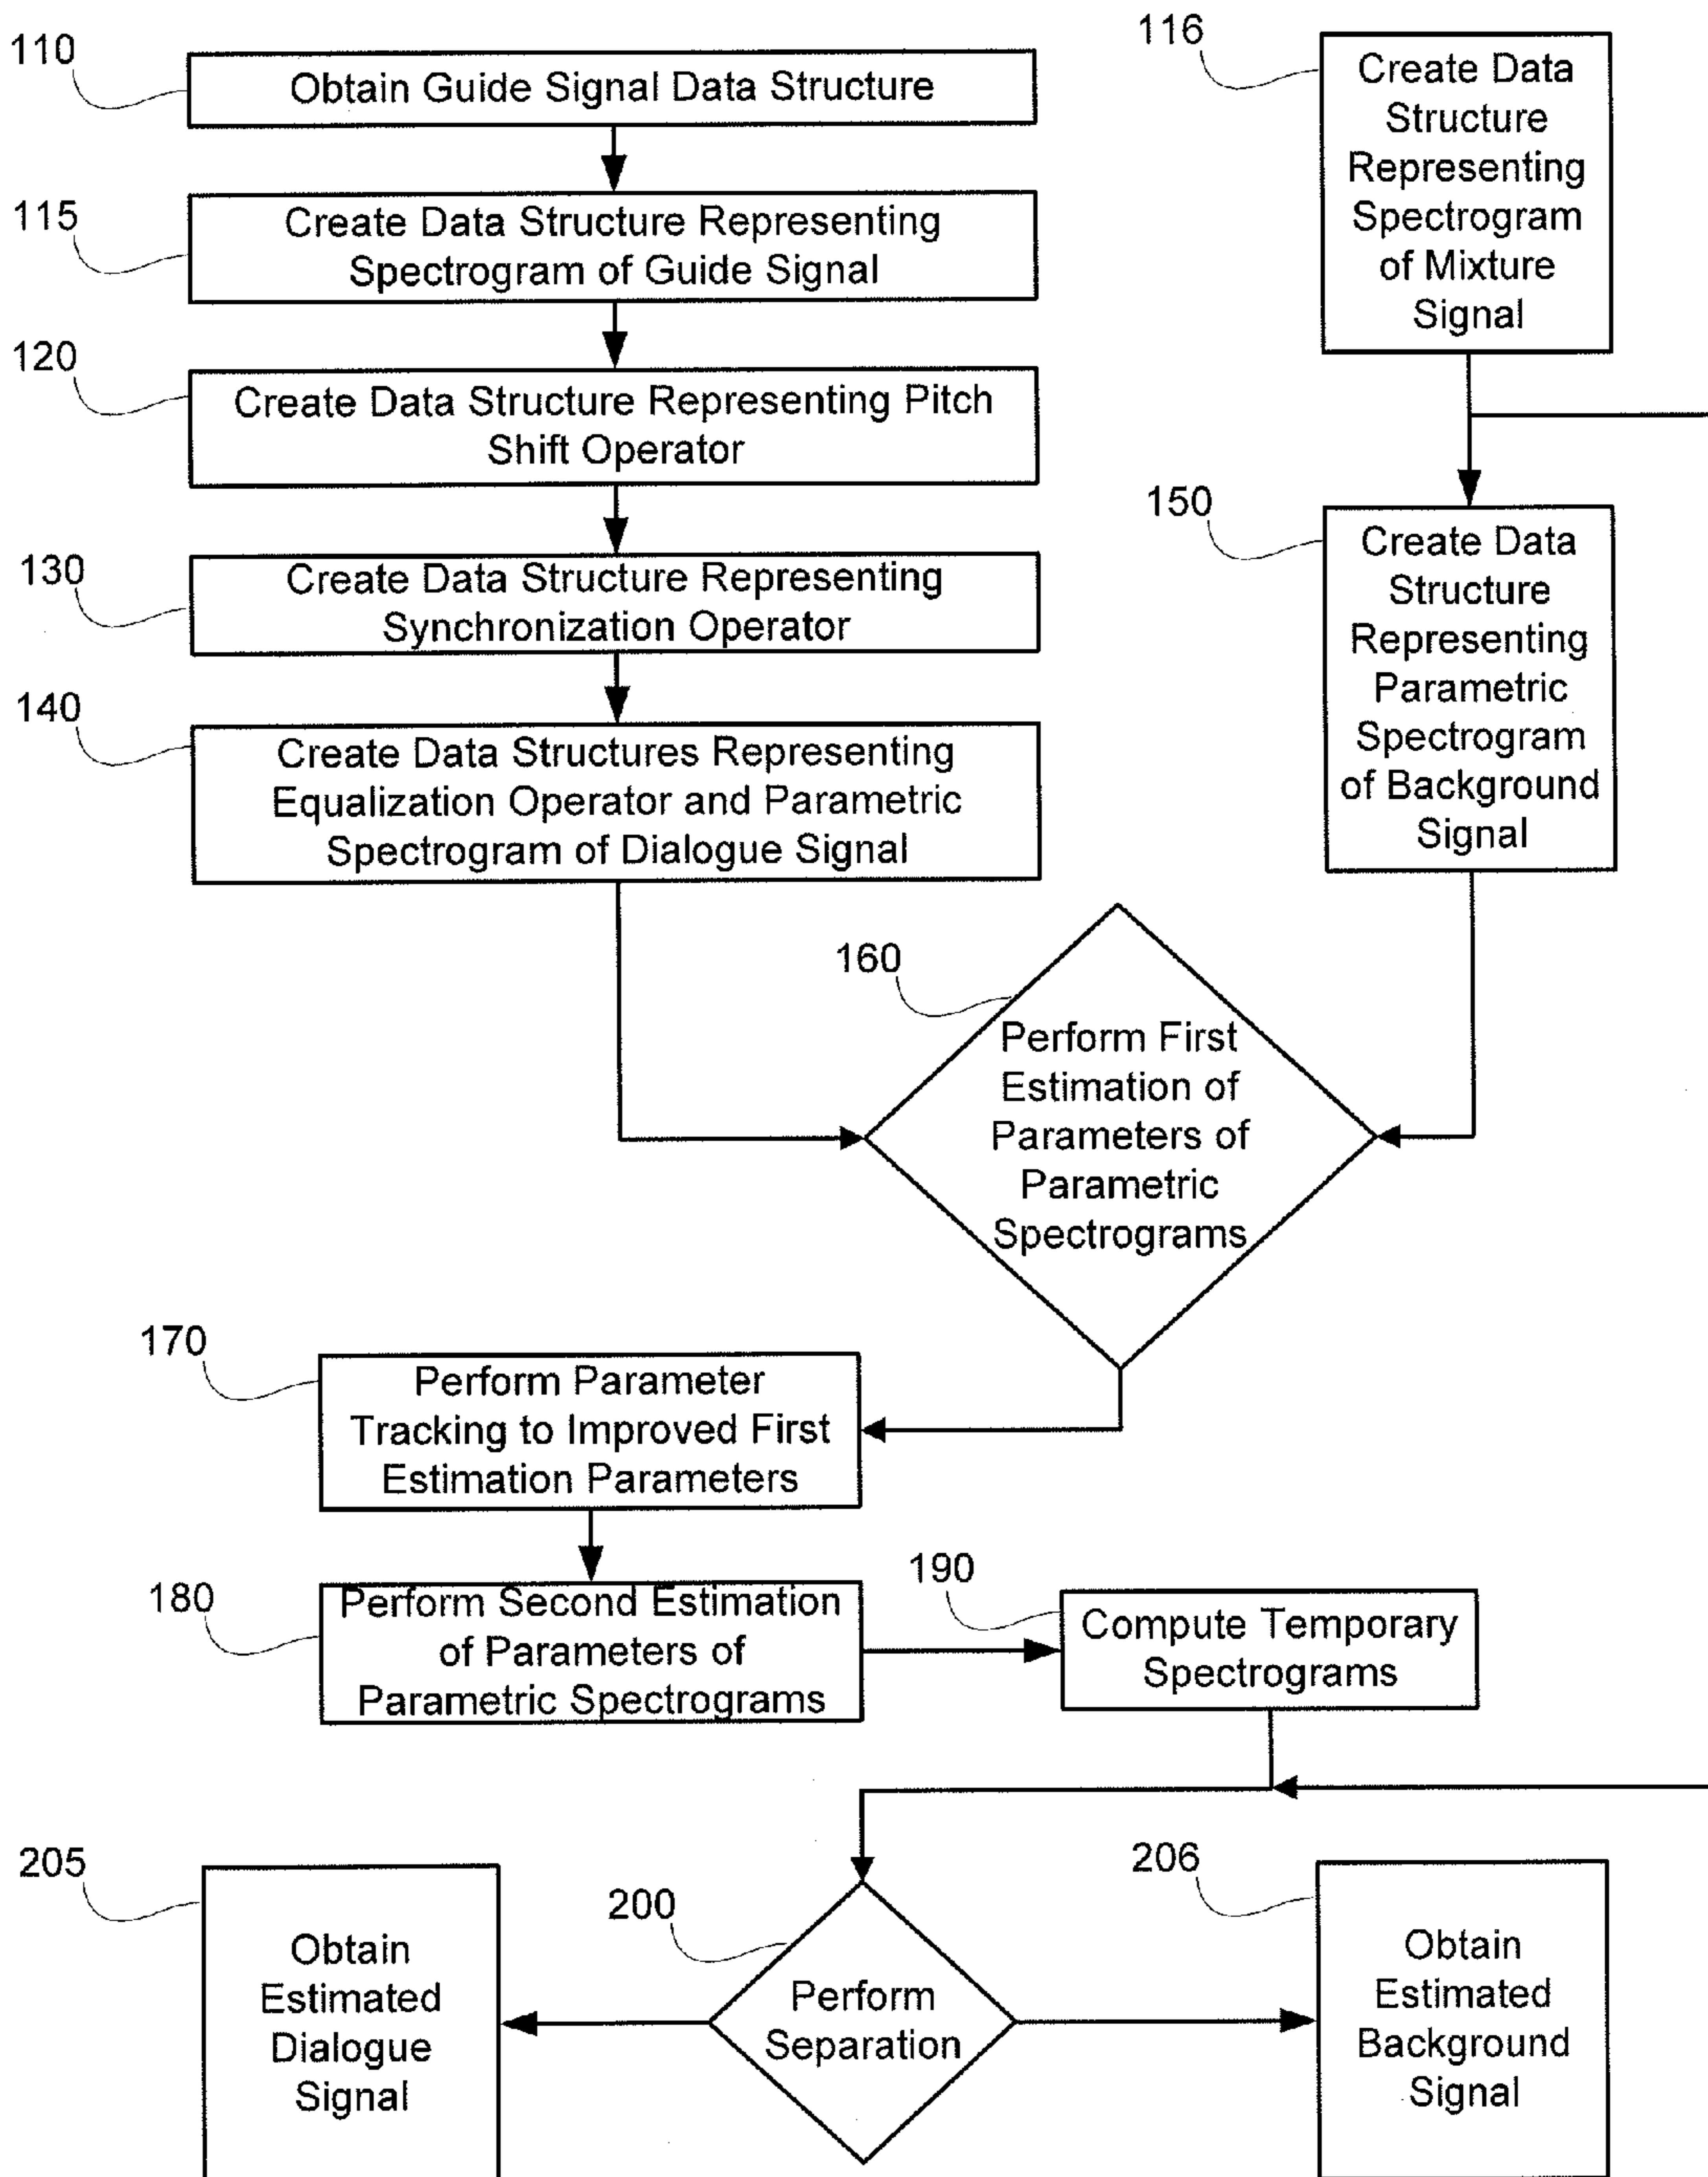 110
Obtain Guide Signal Data Structure
115
Create Data Structure Representing
Spectrogram of Guide Signal
120
Create Data Structure Representing Pitch
Shift Operator
130
Create Data Structure Representing
Synchronization Operator
140
Create Data Structures Representing
Equalization Operator and Parametric
Spectrogram of Dialogue Signal
116
Create Data
Structure
Representing
Spectrogram
of Mixture
Signal
150
Create Data
Structure
Representing
Parametric
Spectrogram
of Background
Signal
160
Perform First
Estimation of
Parameters of
Parametric
Spectrograms
170
Perform Parameter
Tracking to Improved First
Estimation Parameters
180
Perform Second Estimation
of Parameters of
Parametric Spectrograms
190
Compute Temporary
Spectrograms
200
Perform
Separation
205
Obtain
Estimated
Dialogue
Signal
206
Obtain
Estimated
Background
Signal